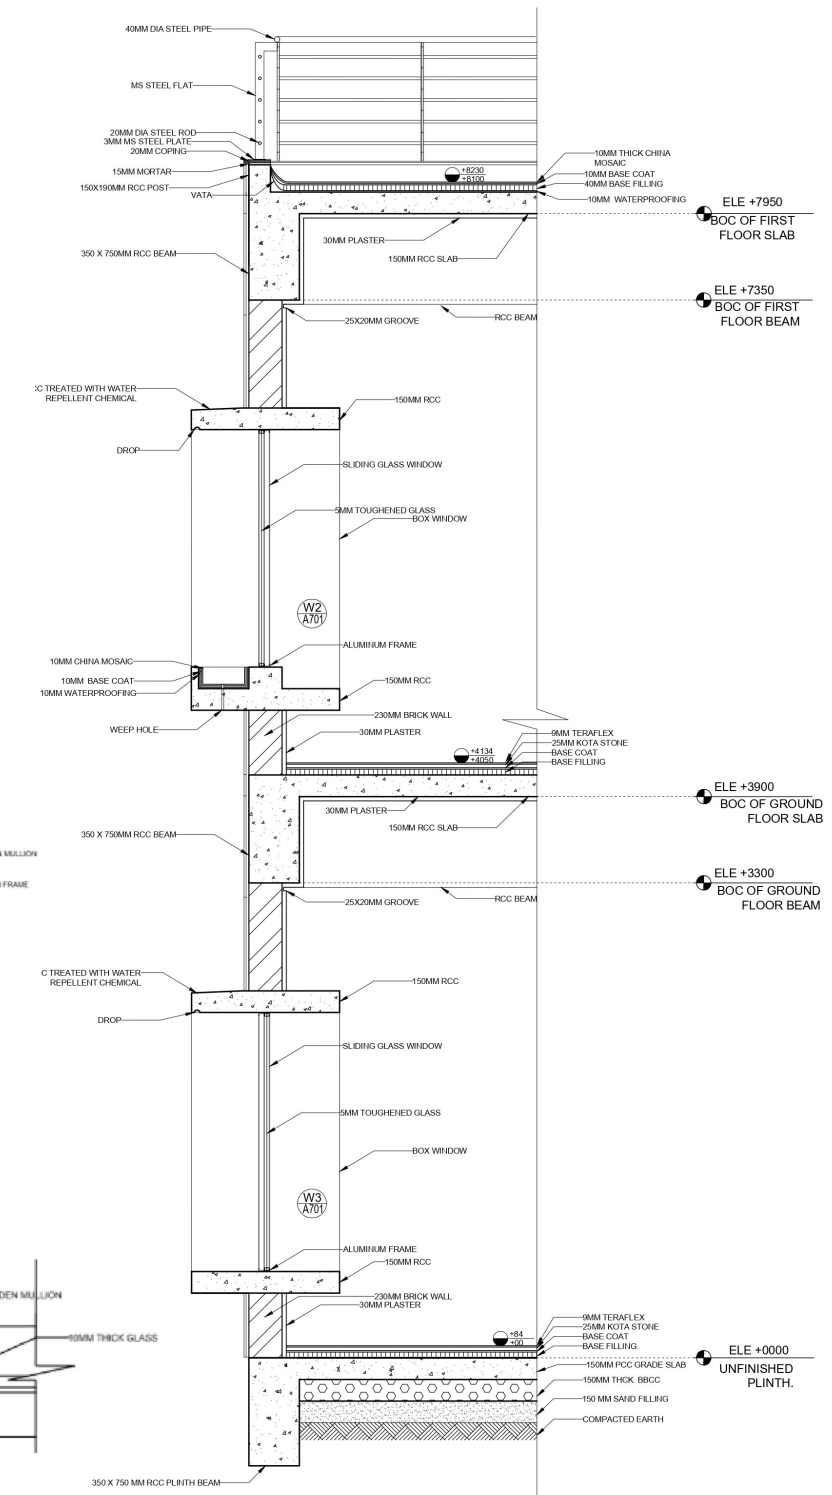 40MM DIA STEEL PIPE
MS STEEL FLAT
20MM DIA STEEL ROD
3MM MS STEEL PLATE
20MM COPING
15MM MORTAR
150X190MM RCC POST
VATA
+8230
+8100
10MM THICK CHINA
MOSAIC
10MM BASE COAT
40MM BASE FILLING
10MM WATERPROOFING
ELE +7950
BOC OF FIRST
FLOOR SLAB
30MM PLASTER
350 X 750MM RCC BEAM
150MM RCC SLAB
ELE +7350
BOC OF FIRST
FLOOR BEAM
25X20MM GROOVE
RCC BEAM
C TREATED WITH WATER
REPELLENT CHEMICAL
150MM RCC
DROP
SLIDING GLASS WINDOW
5MM TOUGHENED GLASS
BOX WINDOW
W2
A701
ALUMINUM FRAME
10MM CHINA MOSAIC
10MM BASE COAT
10MM WATERPROOFING
150MM RCC
WEEP HOLE
230MM BRICK WALL
30MM PLASTER
+4134
+4050
9MM TERAFLEX
25MM KOTA STONE
BASE COAT
BASE FILLING
ELE +3900
BOC OF GROUND
FLOOR SLAB
30MM PLASTER
150MM RCC SLAB
350 X 750MM RCC BEAM
N MULLION
ELE +3300
BOC OF GROUND
FLOOR BEAM
FRAME
25X20MM GROOVE
RCC BEAM
C TREATED WITH WATER
REPELLENT CHEMICAL
150MM RCC
DROP
SLIDING GLASS WINDOW
5MM TOUGHENED GLASS
BOX WINDOW
W3
A701
ALUMINUM FRAME
150MM RCC
DEN MULLION
230MM BRICK WALL
30MM PLASTER
10MM THICK GLASS
+84
+00
9MM TERAFLEX
25MM KOTA STONE
BASE COAT
BASE FILLING
ELE +0000
UNFINISHED
PLINTH.
150MM PCC GRADE SLAB
150MM THCK. BBCC
150 MM SAND FILLING
COMPACTED EARTH
350 X 750 MM RCC PLINTH BEAM